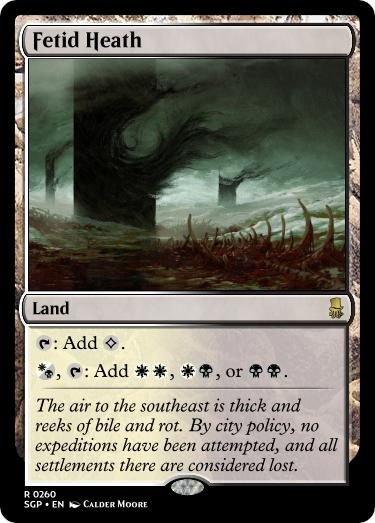 Fetid Heath
Land
: Add .
, : Add , , or .
The air to the southeast is thick and
reeks of bile and rot. By city policy, no
expeditions have been attempted, and all
settlements there are considered lost.
R 0260
SGP • EN Calder Moore